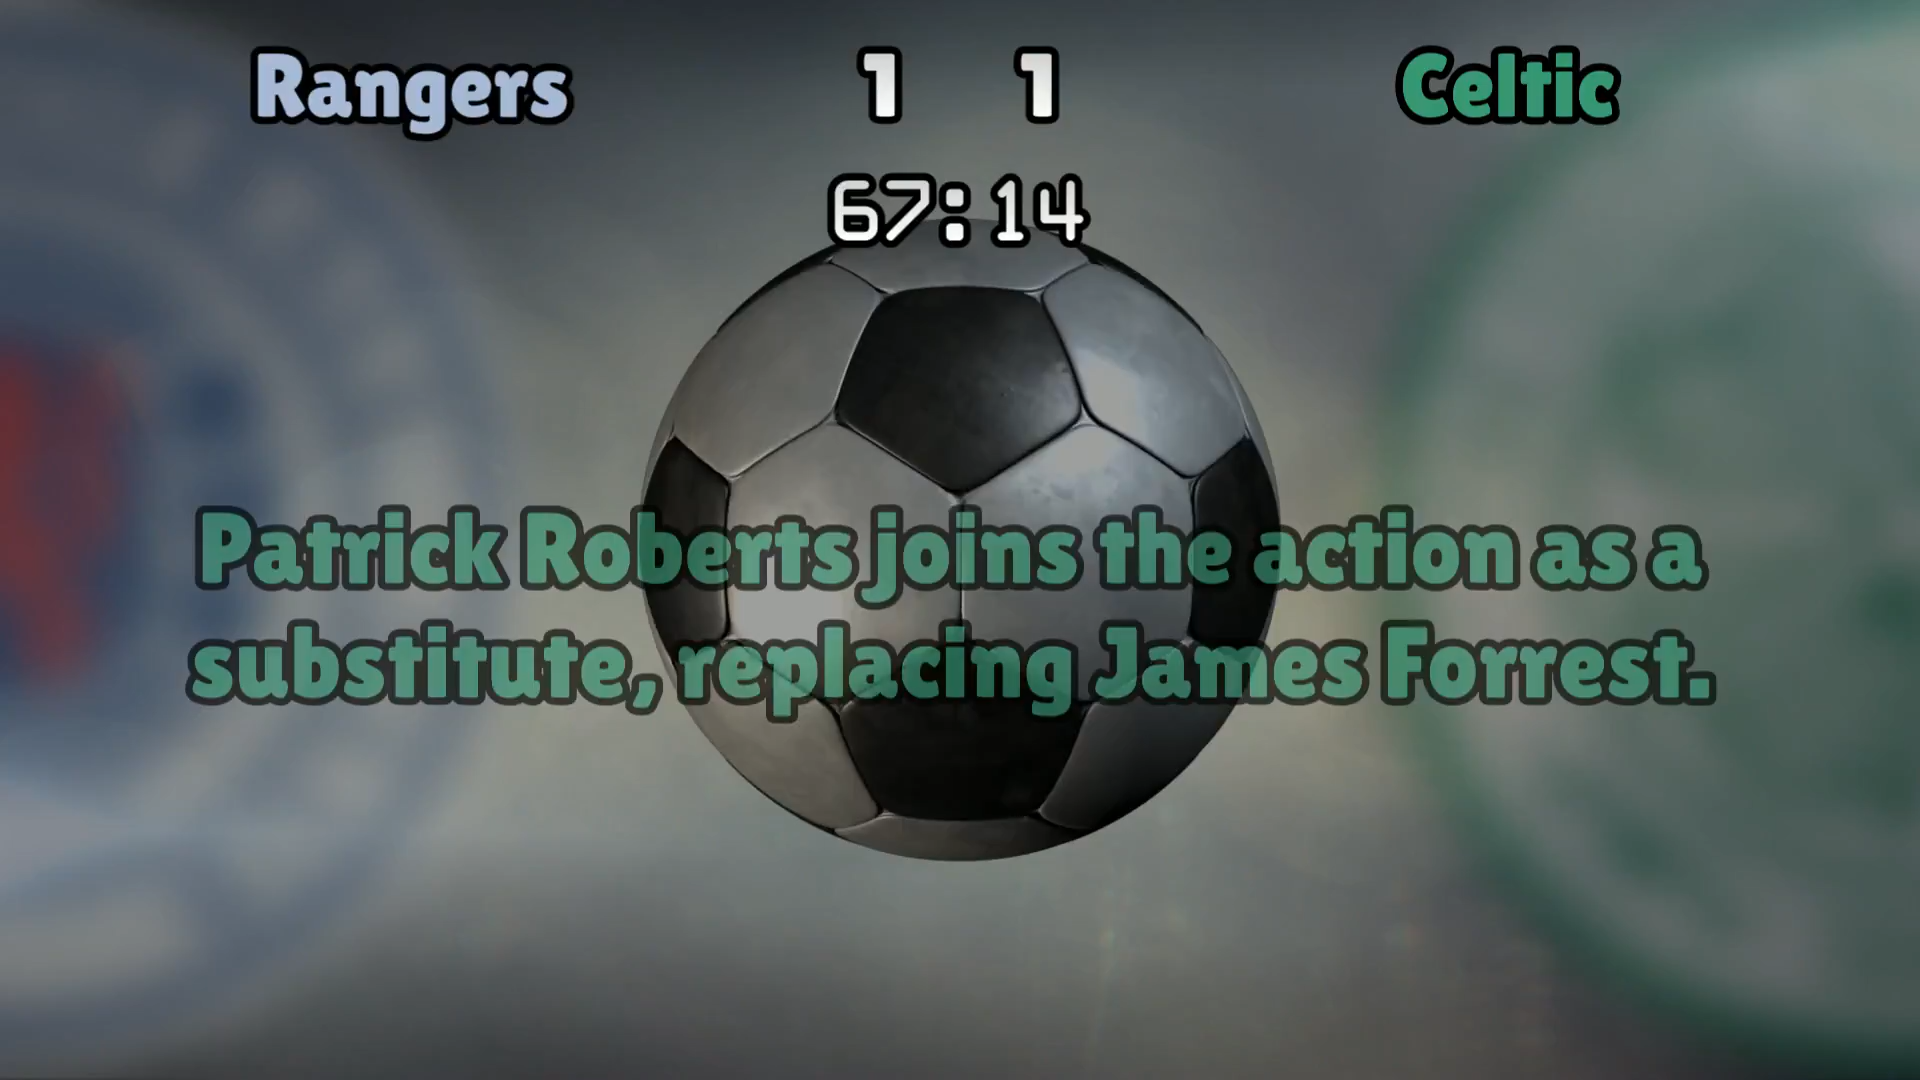 Rangers 1 1 Celtic
67:14
Patrick Roberts joins the action as a
substitute, replacing James Forrest.